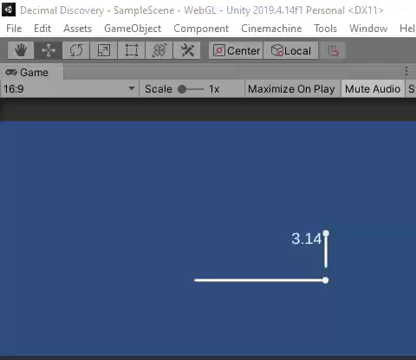 Decimal Discovery - SampleScene - WebGL - Unity 2019.4.14f1 Personal <DX11>
File Edit Assets GameObject Component Cinemachine Tools Window Hel
Center Local
Game
16:9 Scale 1x Maximize On Play Mute Audio S
3.14